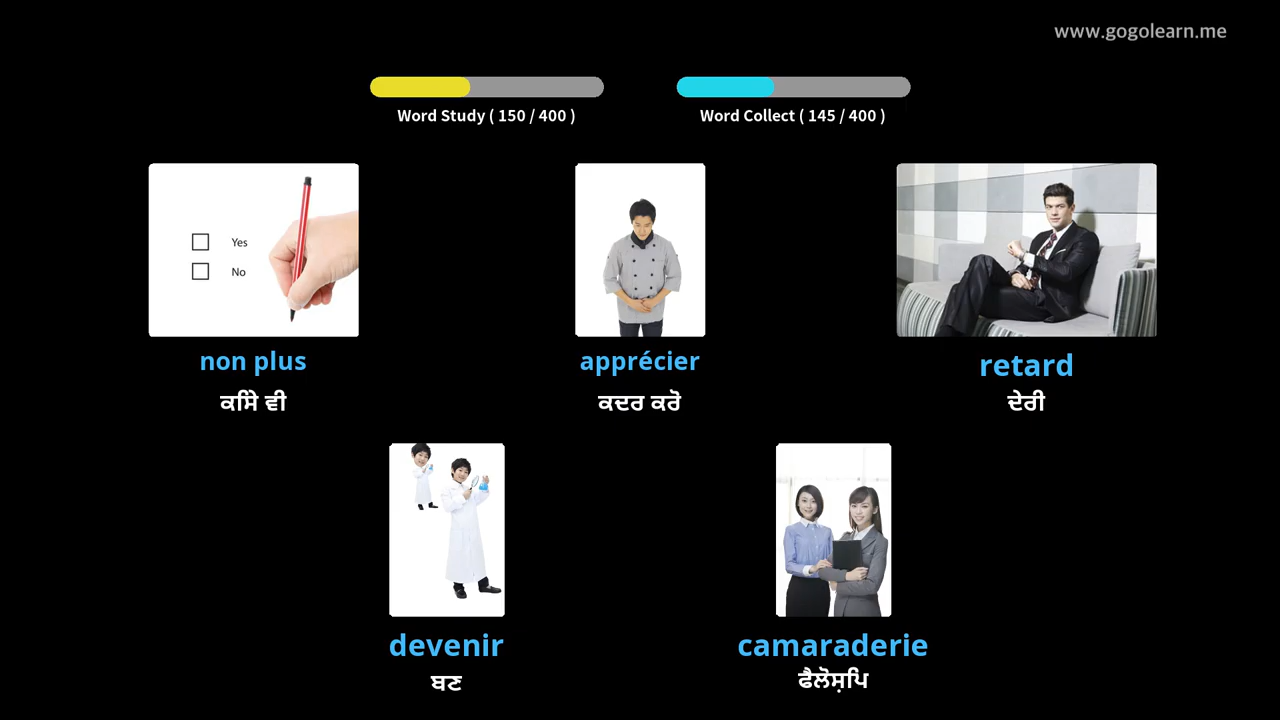 www.gogolearn.me
Word Study ( 150 / 400 )
Word Collect ( 145 / 400 )
Yes
No
non plus
apprécier
retard
ਕਿਸੇ ਵੀ
ਕਦਰ ਕਰੋ
ਦੇਰੀ
devenir
camaraderie
ਬਣ
ਫੈਲੋਸ਼ਿਪ